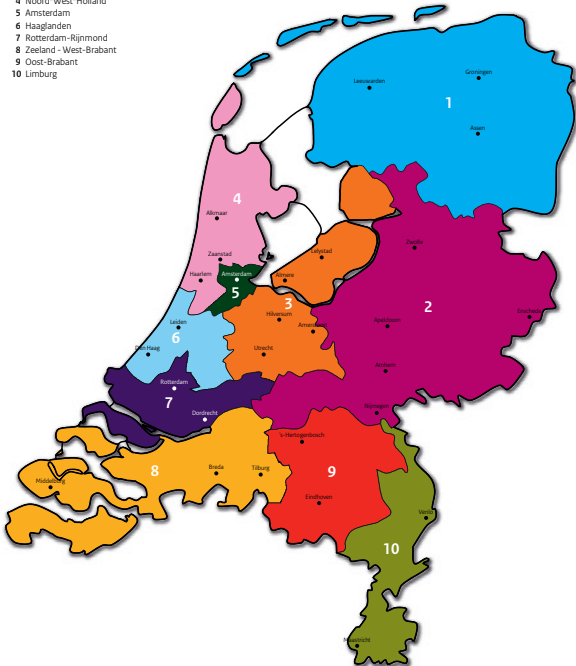 4 Noord-West Holland
5 Amsterdam
6 Haaglanden
7 Rotterdam-Rijnmond
8 Zeeland - West-Brabant
9 Oost-Brabant
10 Limburg
Groningen
Leeuwarden
1
Assen
4
Alkmaar
Zwolle
Zaanstad
Lelystad
Haarlem
Amsterdam
Almere
5
3
2
Leiden
Hilversum
Enschede
6
Amersfoort
Apeldoorn
Den Haag
Utrecht
Arnhem
Rotterdam
7
Nijmegen
Dordrecht
's-Hertogenbosch
8
Breda
Tilburg
9
Middelburg
Eindhoven
Venlo
10
Maastricht